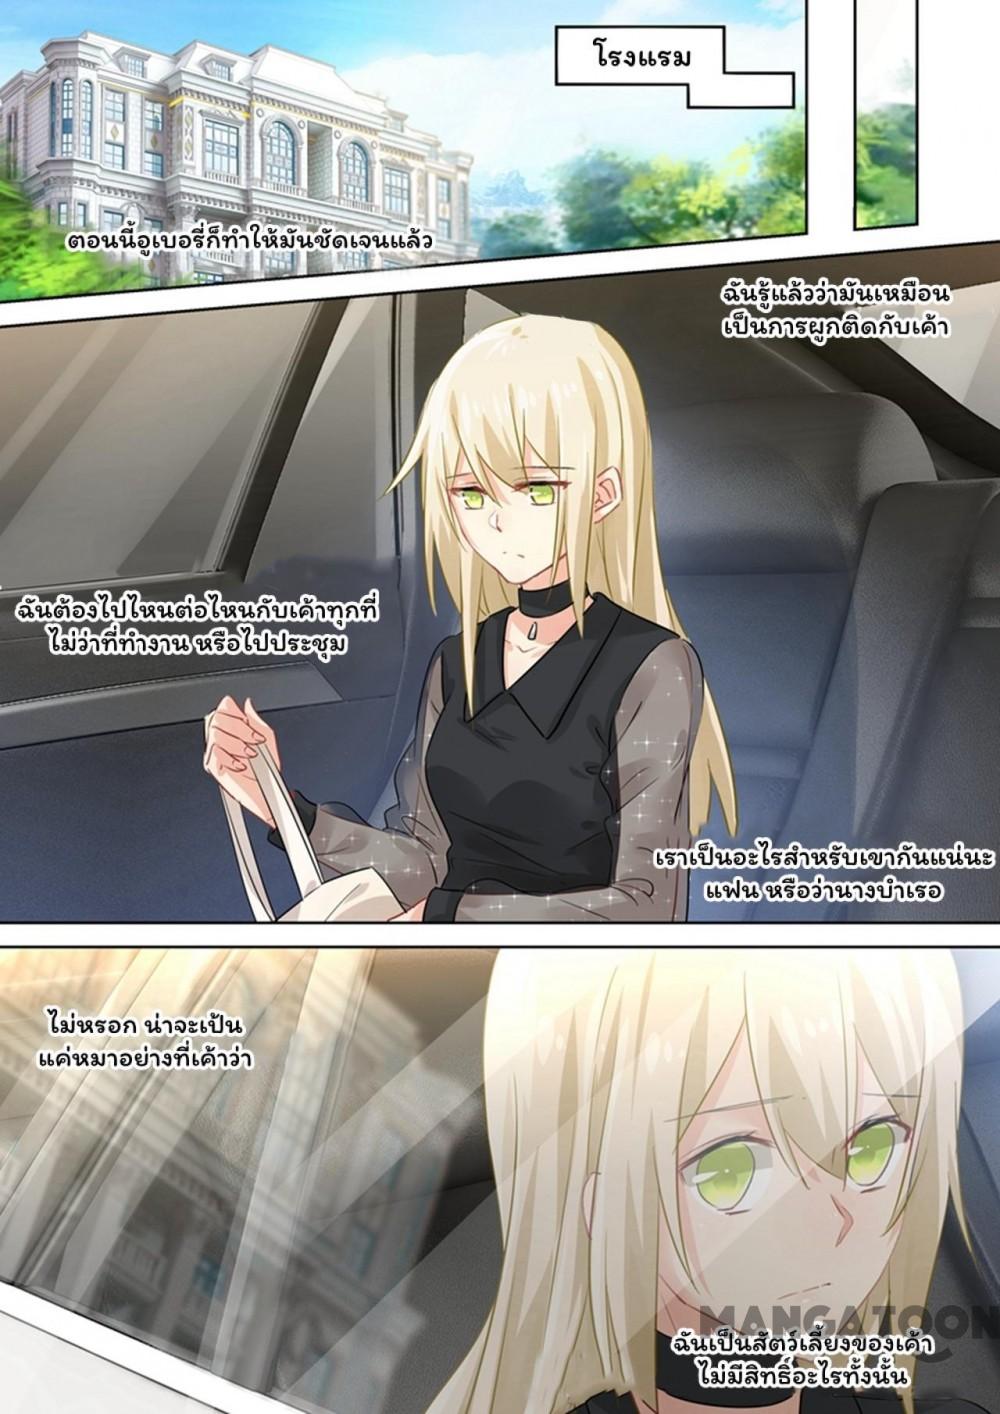 โรงแรม
ตอนนี้อูเบอรี่ก็ทำให้มันชัดเจนแล้ว
ฉันรู้แล้วว่ามันเหมือน
เป็นการผูกติดกับเค้า
ฉันต้องไปไหนต่อไหนกับเค้าทุกที่
ไม่ว่าที่ทำงาน หรือไปประชุม
เราเป็นอะไรสำหรับเขากันแน่นะ
แฟน หรือว่านางบำเรอ
ไม่หรอก น่าจะเป้น
แค่หมาอย่างที่เค้าว่า
MANGATOON
ฉันเป็นสัตว์เลี้ยงของเค้า
ไม่มีสิทธิ์อะไรทั้งนั้น